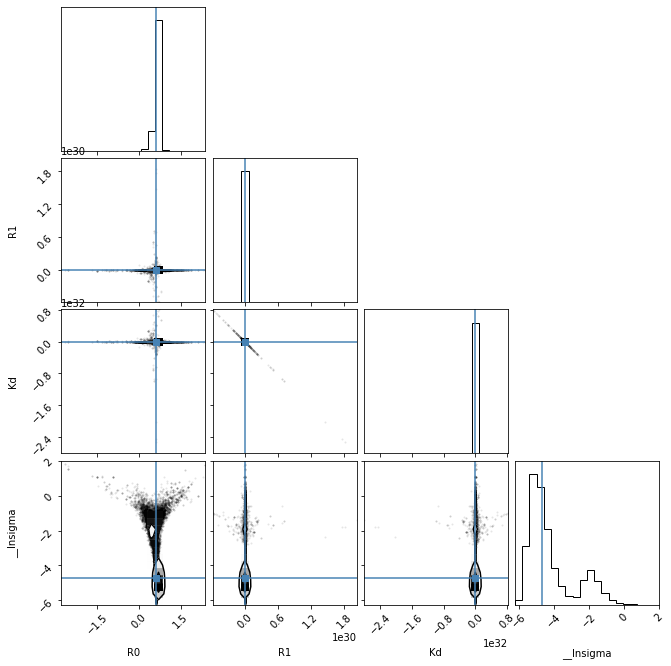 1e30
1.8
1.2
0.6
0.0
R1
1e32
0.8
0.0
−0.8
−1.6
−2.4
Kd
2
0
−2
−4
−6
__lnsigma
−1.5 0.0 1.5
0.0 0.6 1.2 1.8
−2.4 −1.6 −0.8 0.0 0.8
−6 −4 −2 0 2
1e30 1e32
R0 R1 Kd __lnsigma